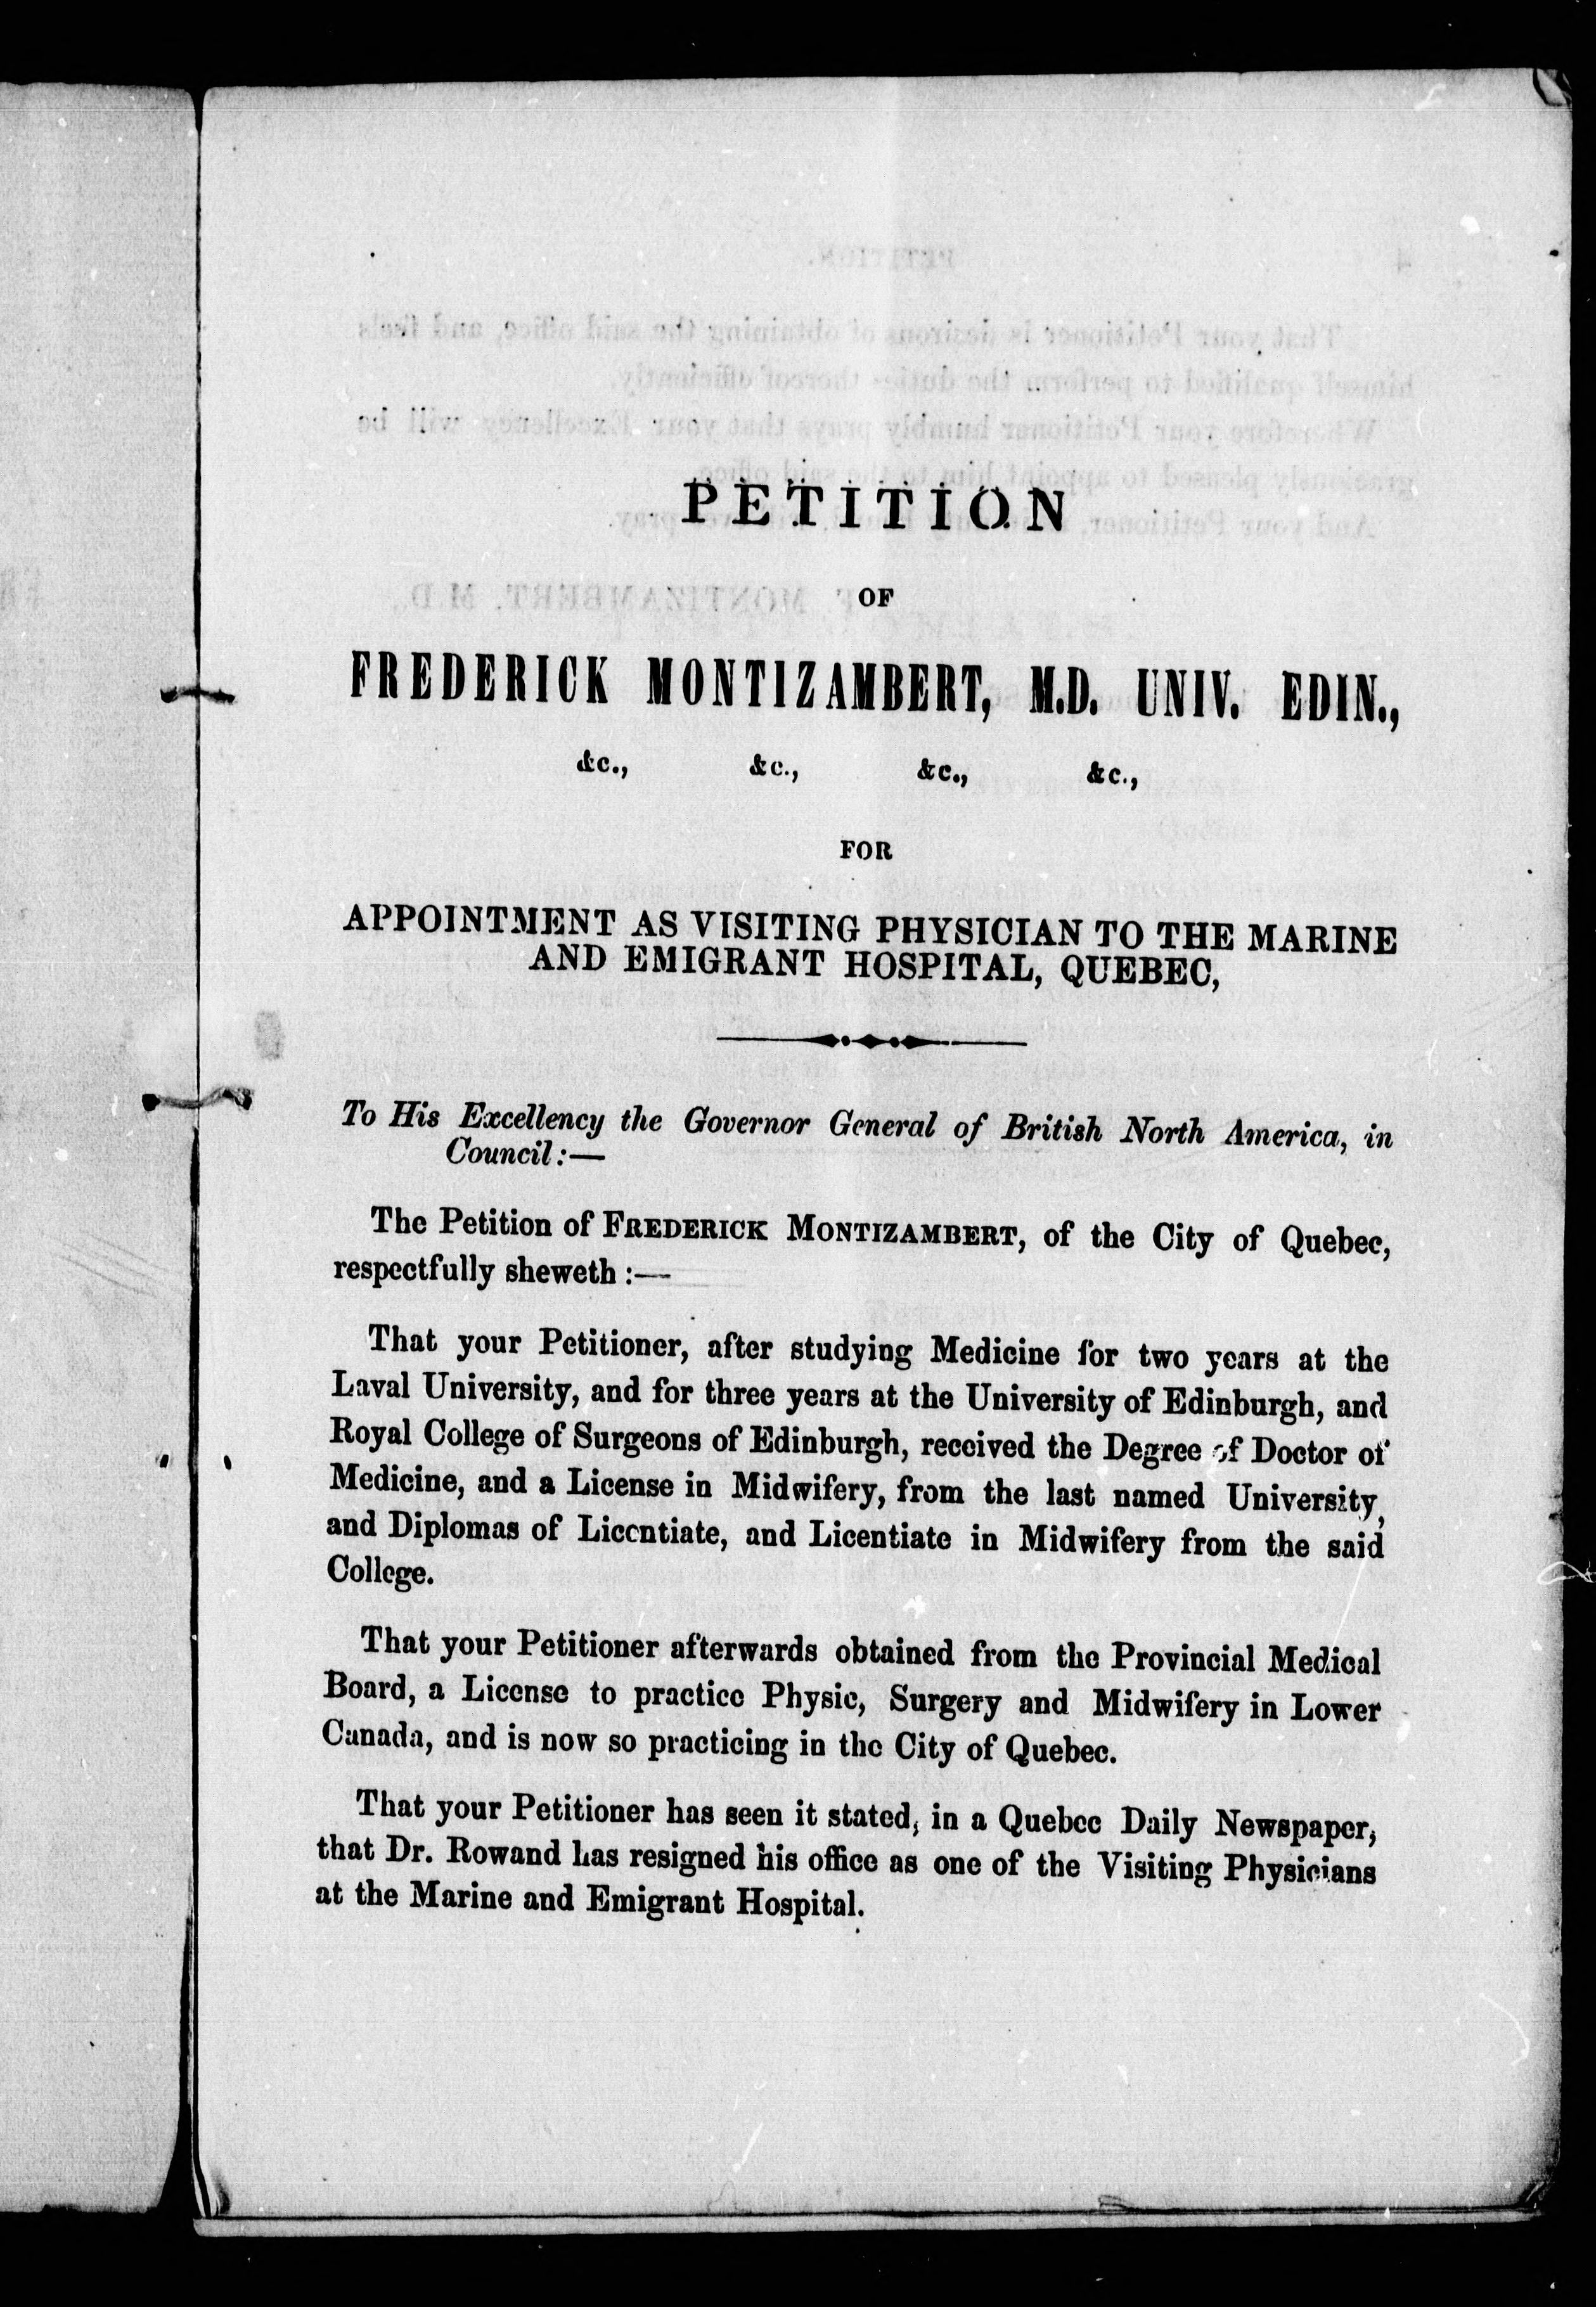 PETITION
OF
FREDERICK MONTIZAMBERT, M.D. UNIV. EDIN.,
&c., &c., &c., &c.,
FOR
APPOINTMENT AS VISITING PHYSICIAN TO THE MARINE
AND EMIGRANT HOSPITAL, QUEBEC,
To His Excellency the Governor General of British North America, in
Council:—
The Petition of FREDERICK MONTIZAMBERT, of the City of Quebec,
respectfully sheweth:—
That your Petitioner, after studying Medicine for two years at the
Laval University, and for three years at the University of Edinburgh, and
Royal College of Surgeons of Edinburgh, received the Degree of Doctor of
Medicine, and a License in Midwifery, from the last named University,
and Diplomas of Licentiate, and Licentiate in Midwifery from the said
College.
That your Petitioner afterwards obtained from the Provincial Medical
Board, a License to practice Physic, Surgery and Midwifery in Lower
Canada, and is now so practicing in the City of Quebec.
That your Petitioner has seen it stated, in a Quebec Daily Newspaper,
that Dr. Rowand has resigned his office as one of the Visiting Physicians
at the Marine and Emigrant Hospital.